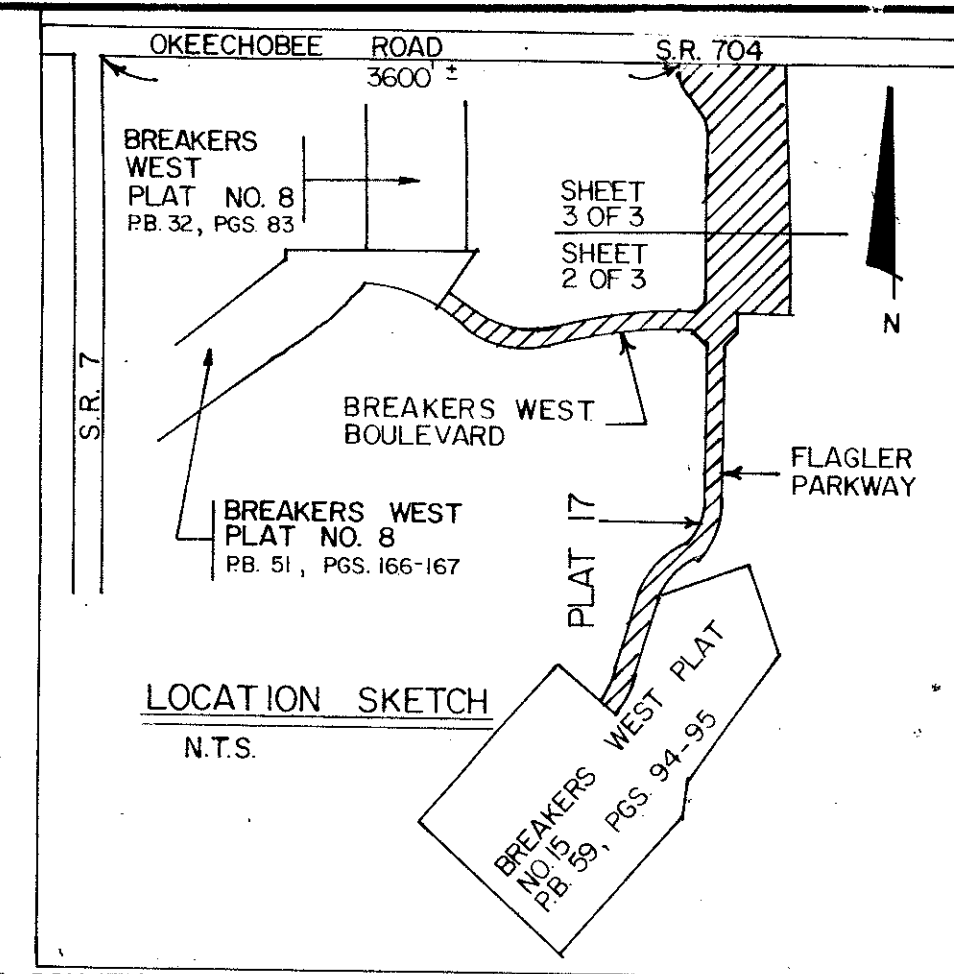 OKEECHOBEE ROAD S.R. 704
3600' ±
BREAKERS
WEST
PLAT NO. 8
P.B. 32, PGS. 83
SHEET
3 OF 3
SHEET
2 OF 3
N
S.R. 7
BREAKERS WEST
BOULEVARD
FLAGLER
PARKWAY
BREAKERS WEST
PLAT NO. 8
P.B. 51, PGS. 166-167
PLAT 17
LOCATION SKETCH
N.T.S.
BREAKERS WEST PLAT
NO. 15
P.B. 59, PGS. 94-95